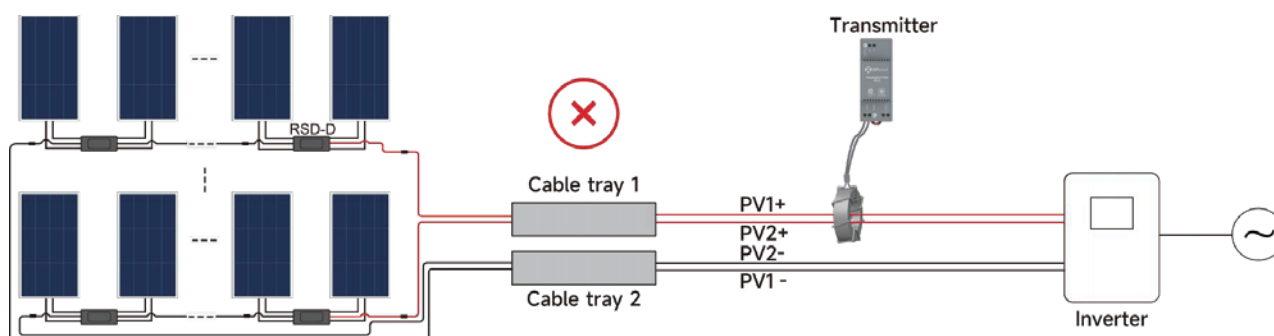 Transmitter
RSD-D
Cable tray 1
PV1+
PV2+
PV2-
Cable tray 2
PV1 -
Inverter